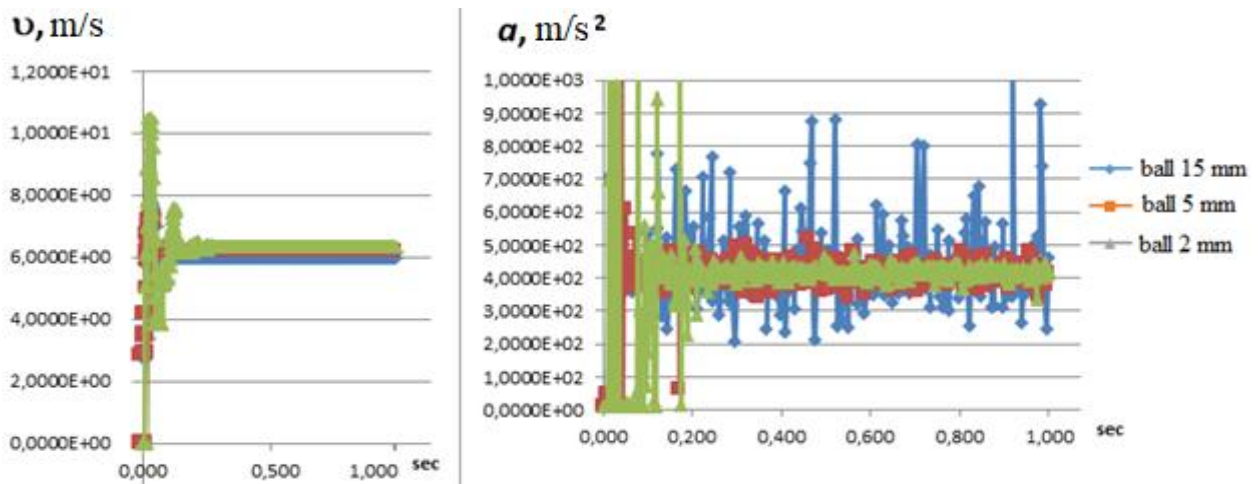 υ, m/s
1,2000E+01
1,0000E+01
8,0000E+00
6,0000E+00
4,0000E+00
2,0000E+00
0,0000E+00
0,000 0,500 1,000 sec
a, m/s²
1,0000E+03
9,0000E+02
8,0000E+02
7,0000E+02
6,0000E+02
5,0000E+02
4,0000E+02
3,0000E+02
2,0000E+02
1,0000E+02
0,0000E+00
0,000 0,200 0,400 0,600 0,800 1,000 sec
ball 15 mm
ball 5 mm
ball 2 mm